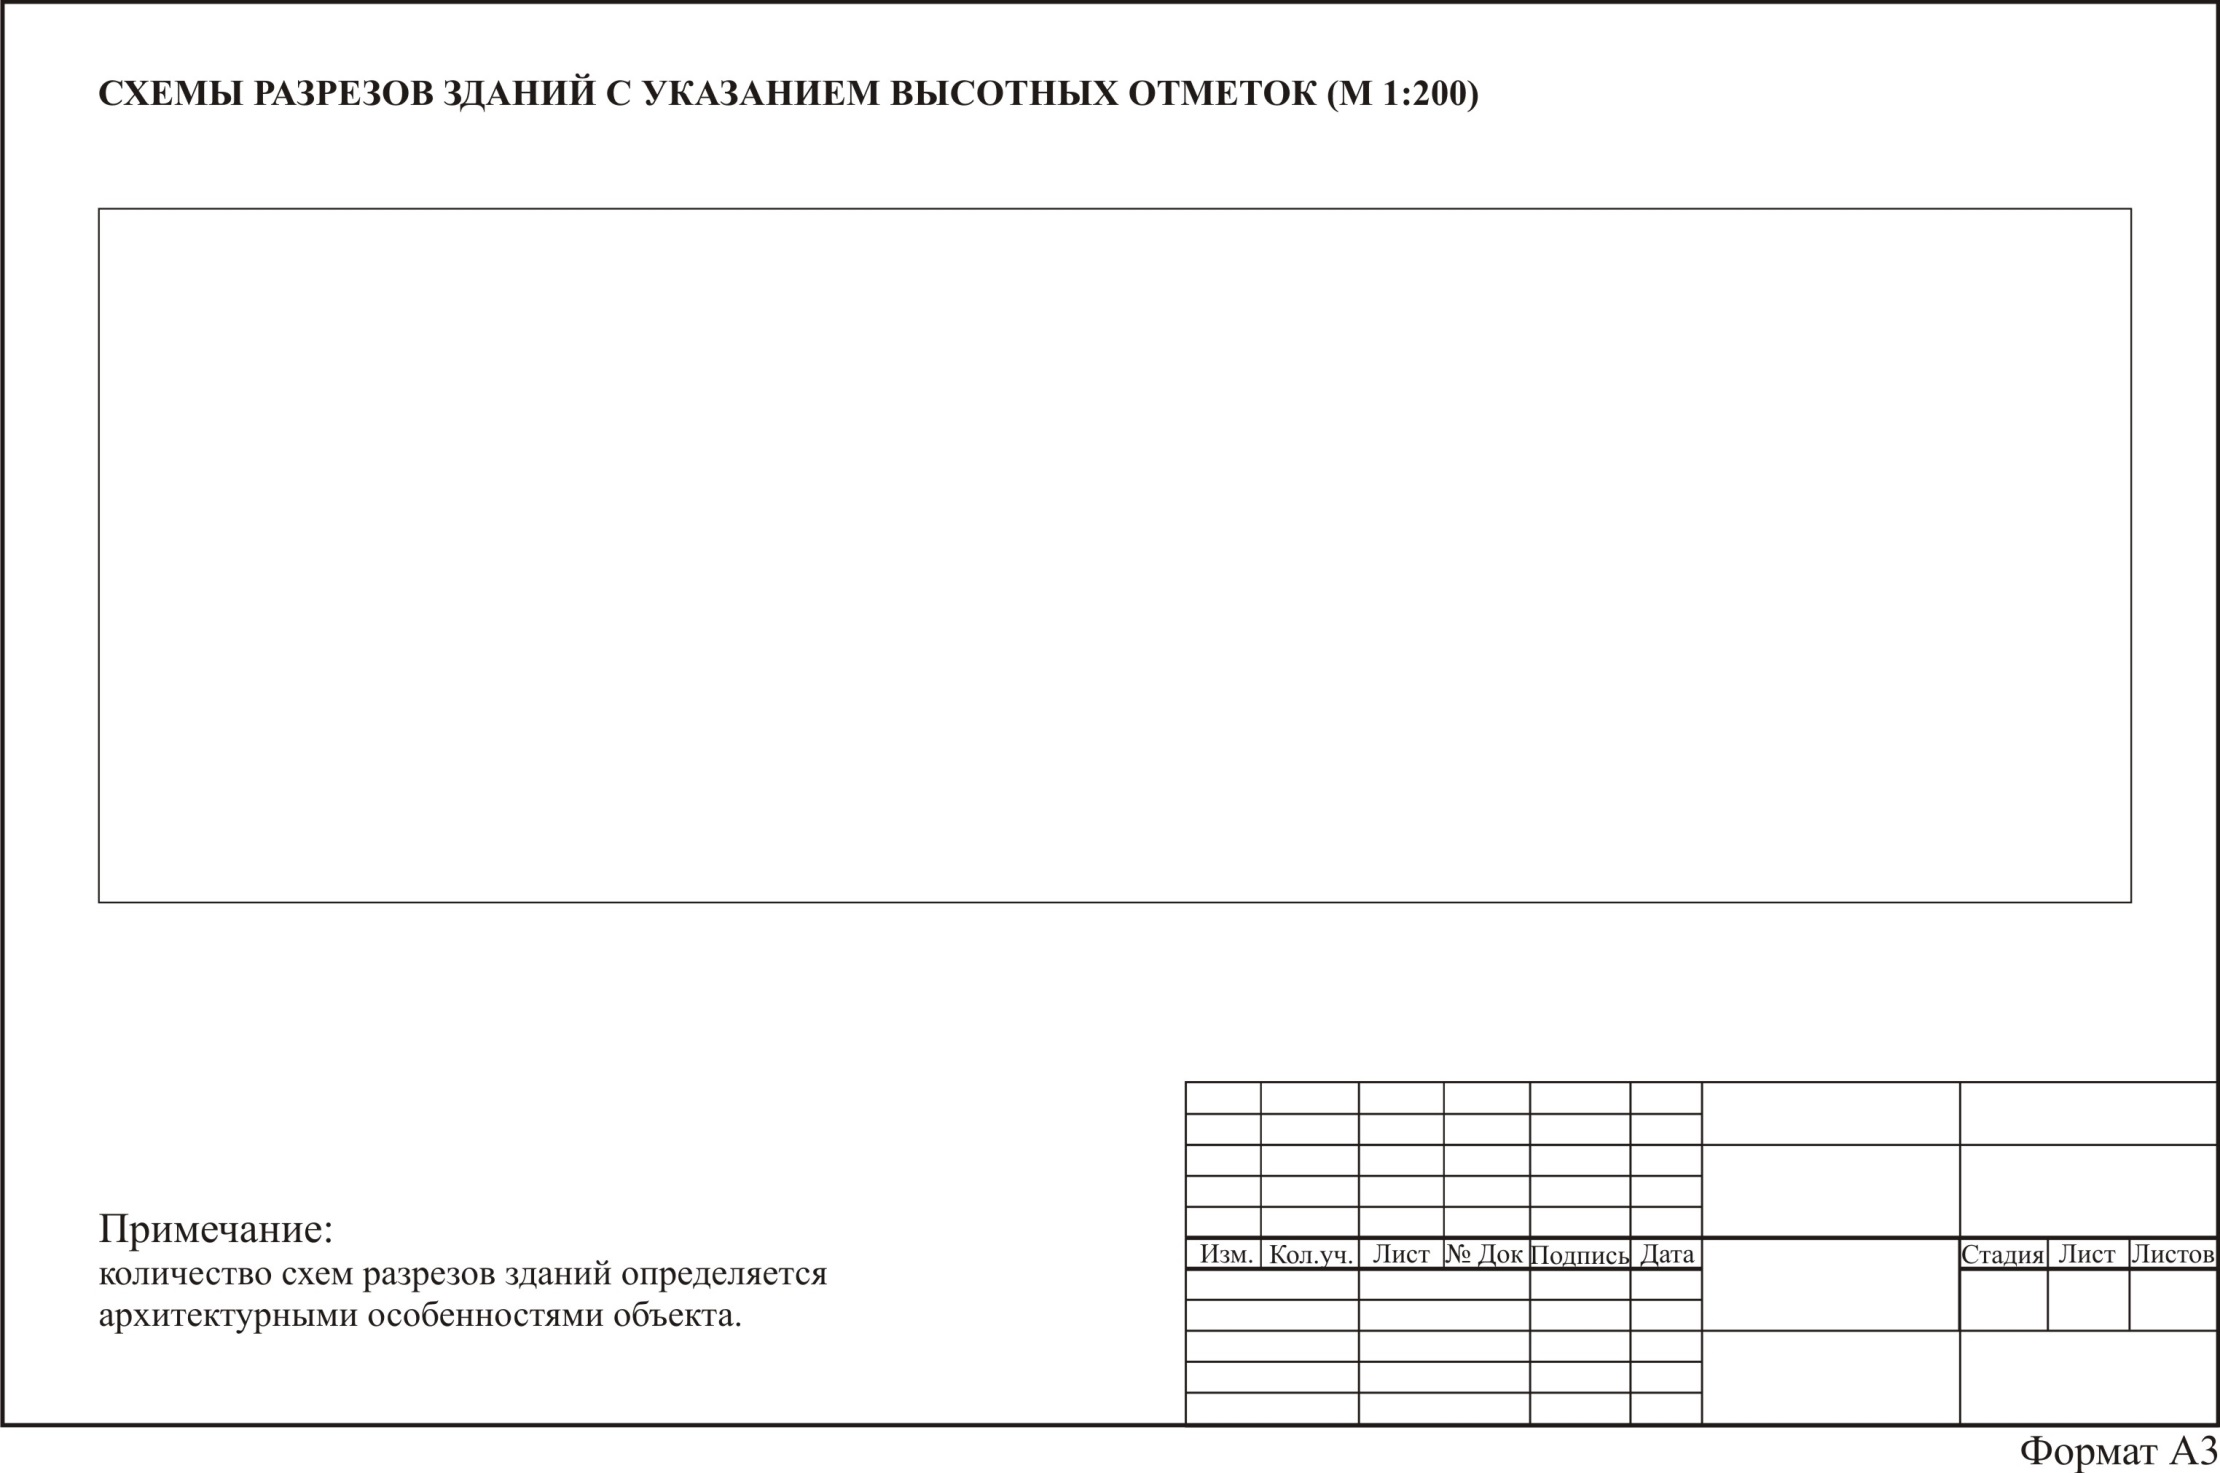 СХЕМЫ РАЗРЕЗОВ ЗДАНИЙ С УКАЗАНИЕМ ВЫСОТНЫХ ОТМЕТОК (М 1:200)
Примечание:
количество схем разрезов зданий определяется
архитектурными особенностями объекта.
Изм. Кол.уч. Лист № Док Подпись Дата Стадия Лист Листов
Формат А3